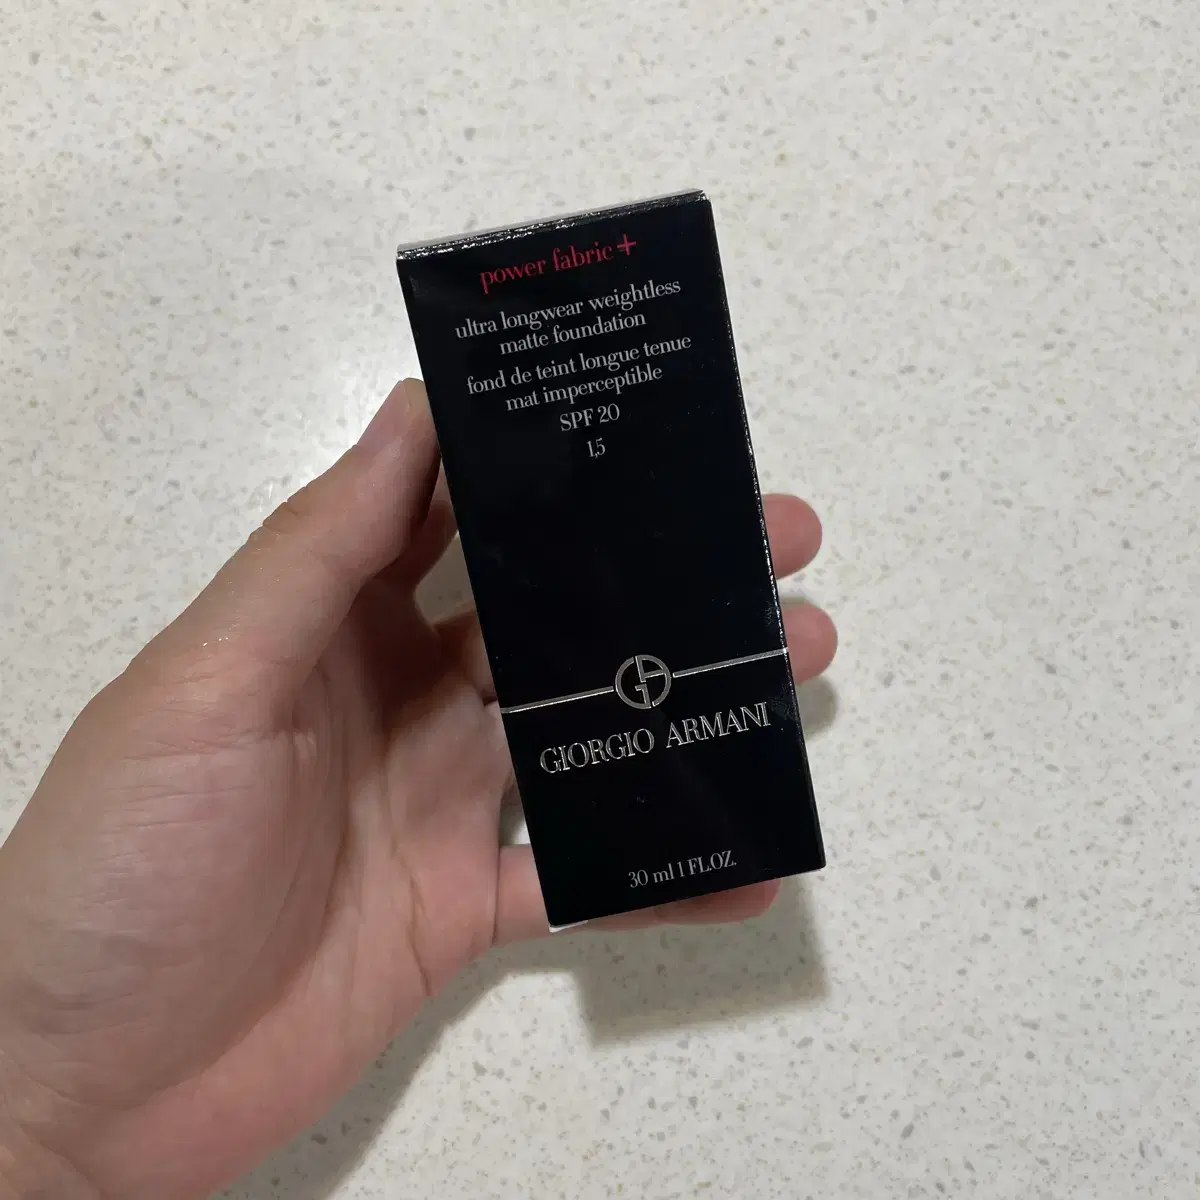 power fabric+
ultra longwear weightless
matte foundation
fond de teint longue tenue
mat imperceptible
SPF 20
1,5
GA
GIORGIO ARMANI
30 ml 1 FL.OZ.